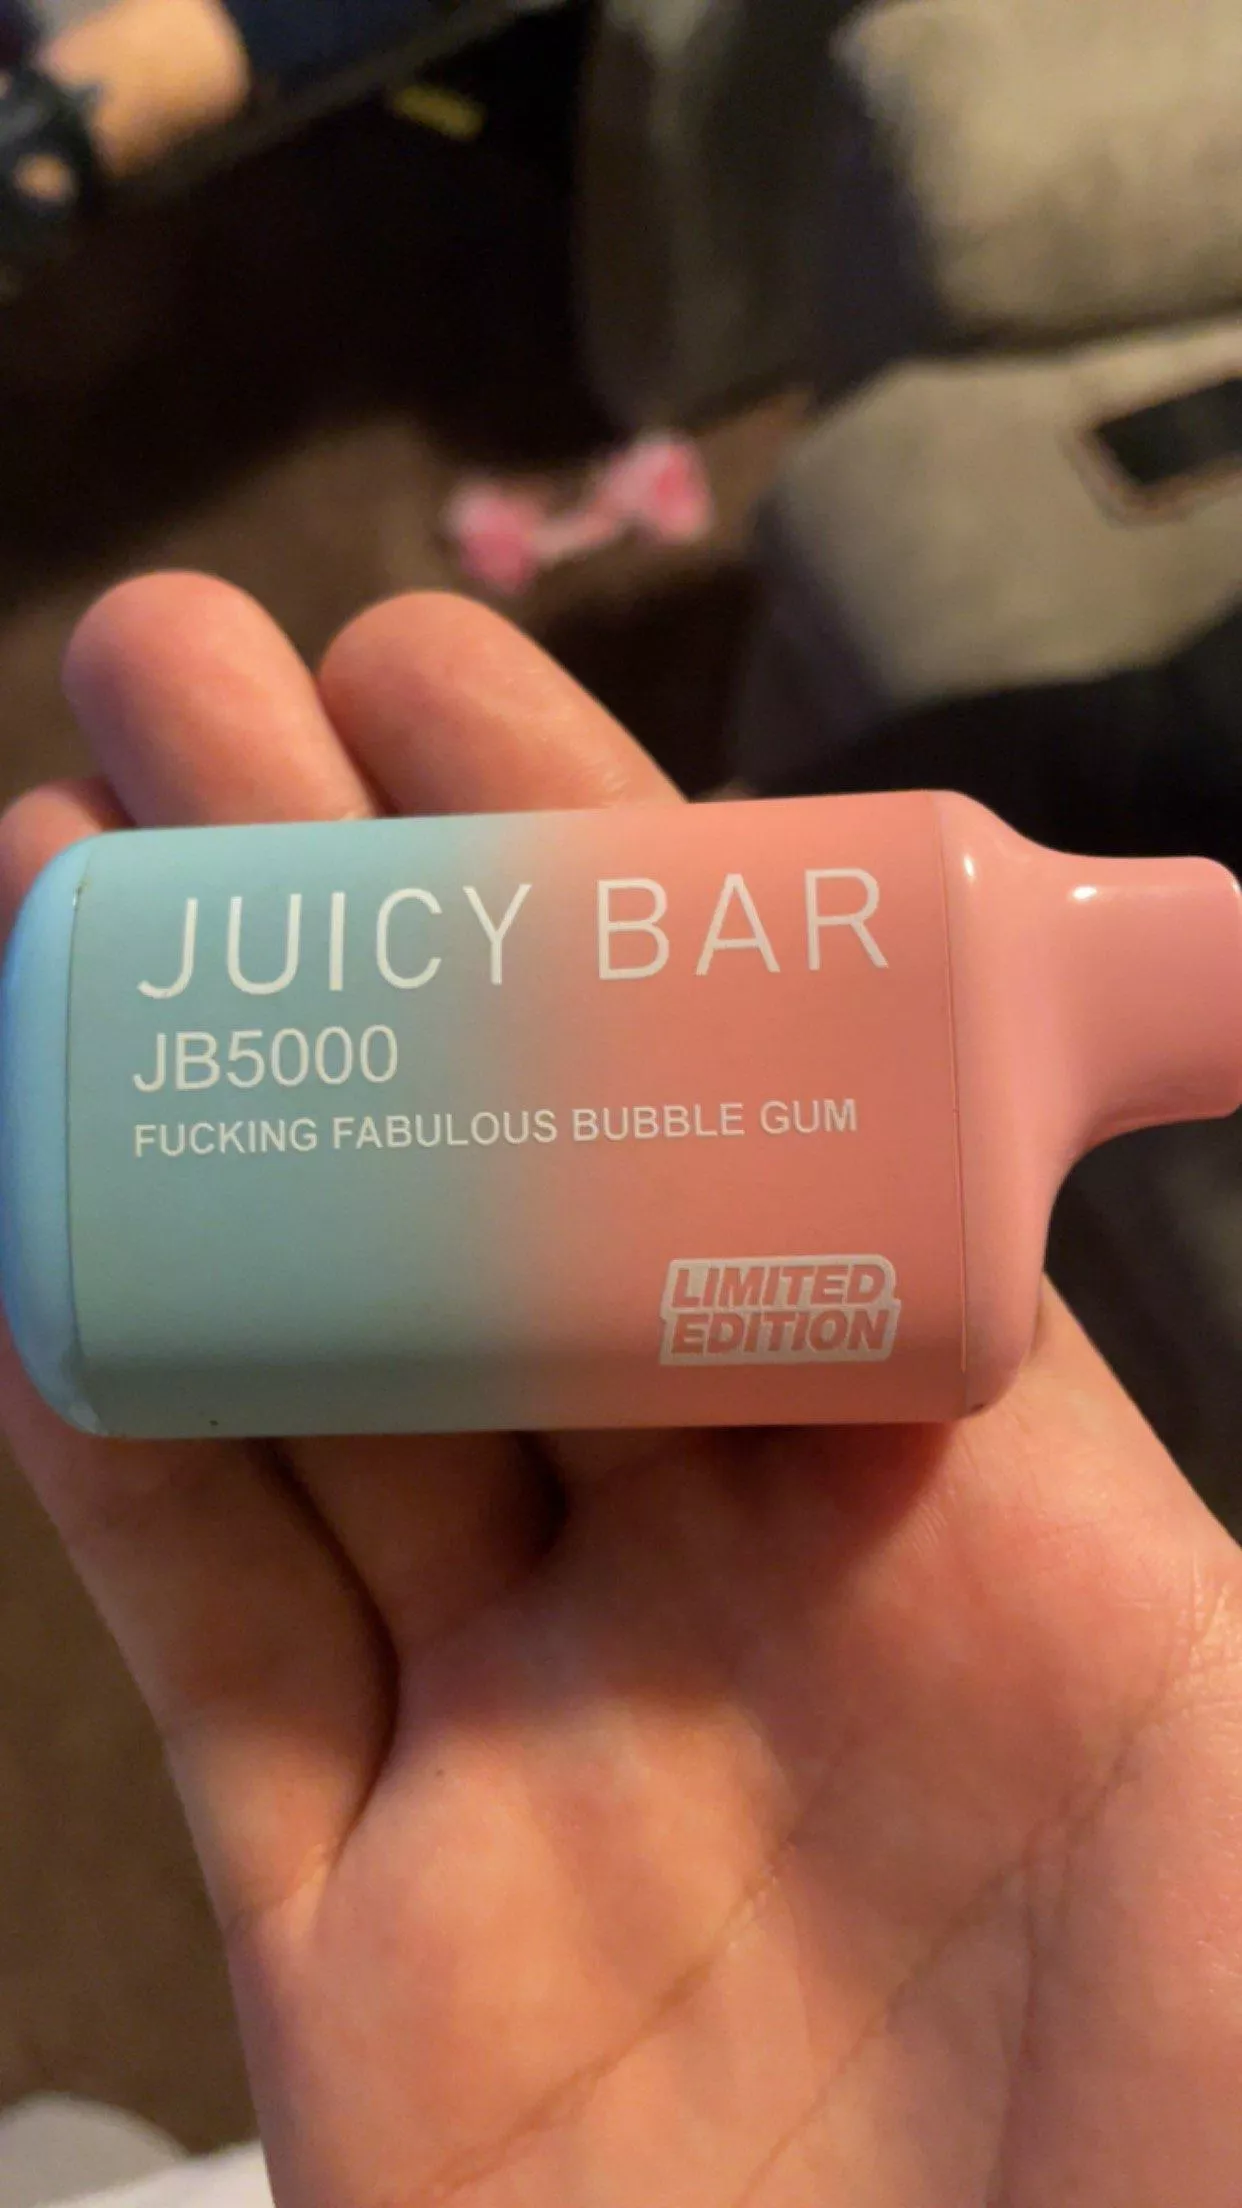 JUICY BAR
JB5000
FUCKING FABULOUS BUBBLE GUM
LIMITED
EDITION